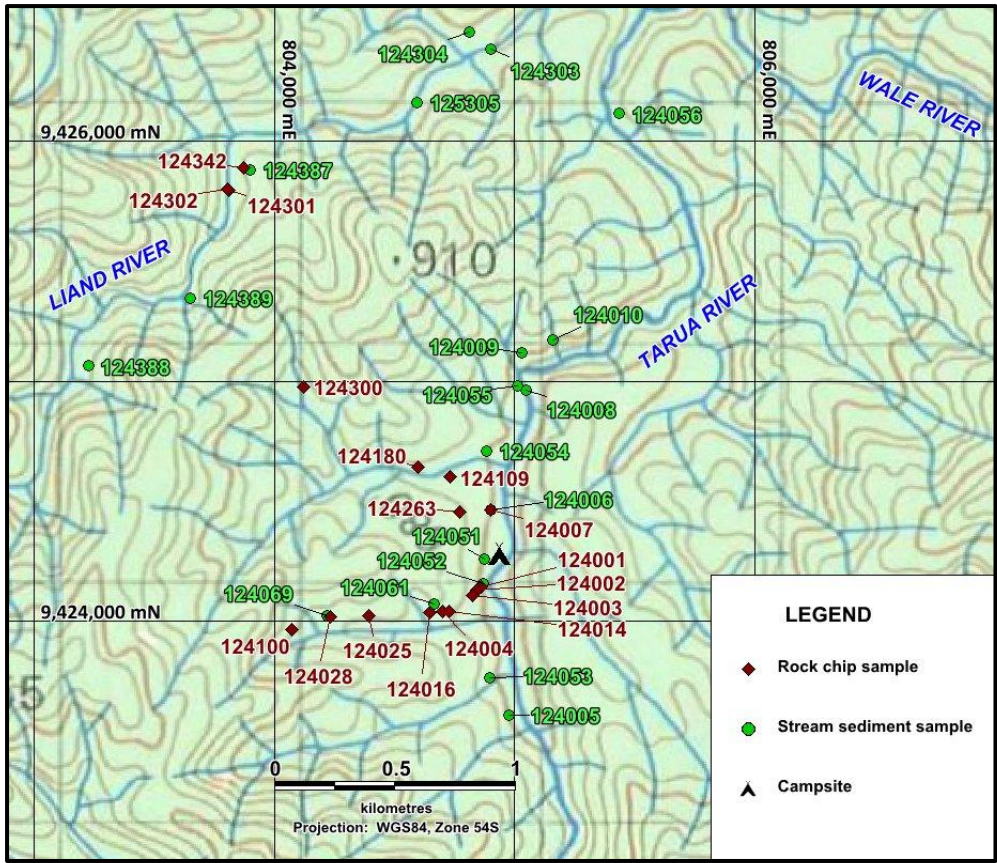 124304
124303
804,000 mE
806,000 mE
125305
124056
WALE RIVER
9,426,000 mN
124342
124387
124302
124301
910
LIAND RIVER
124389
124010
TARUA RIVER
124009
124388
124300
124055
124008
124180
124054
124109
124006
124263
124007
124051
124001
124052
124002
124061
124003
124069
9,424,000 mN
124014
124100
124025
124004
124028
124016
124053
124005
0 0.5 1
kilometres
Projection: WGS84, Zone 54S
LEGEND
Rock chip sample
Stream sediment sample
Campsite